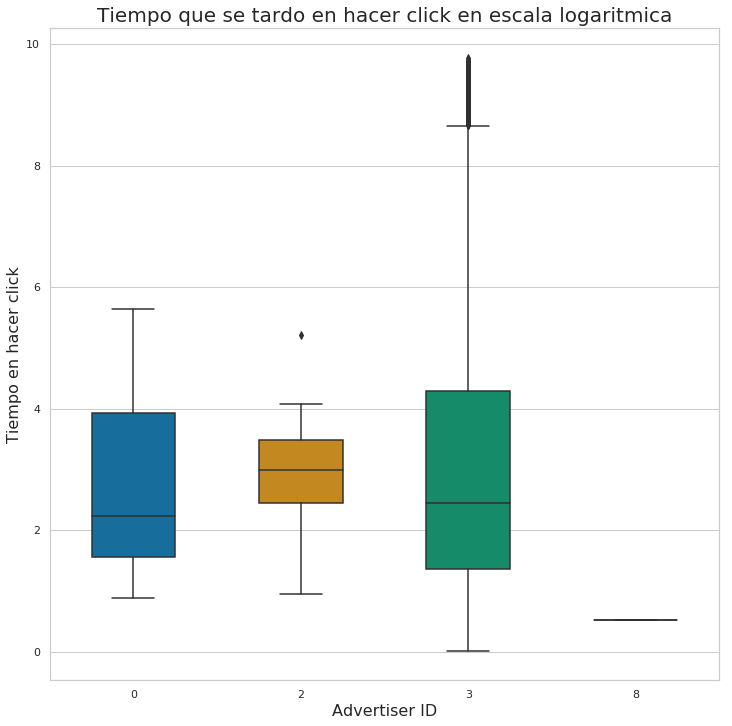 Tiempo que se tardo en hacer click en escala logaritmica
10
8
6
4
2
0
Tiempo en hacer click
0 2 3 8
Advertiser ID